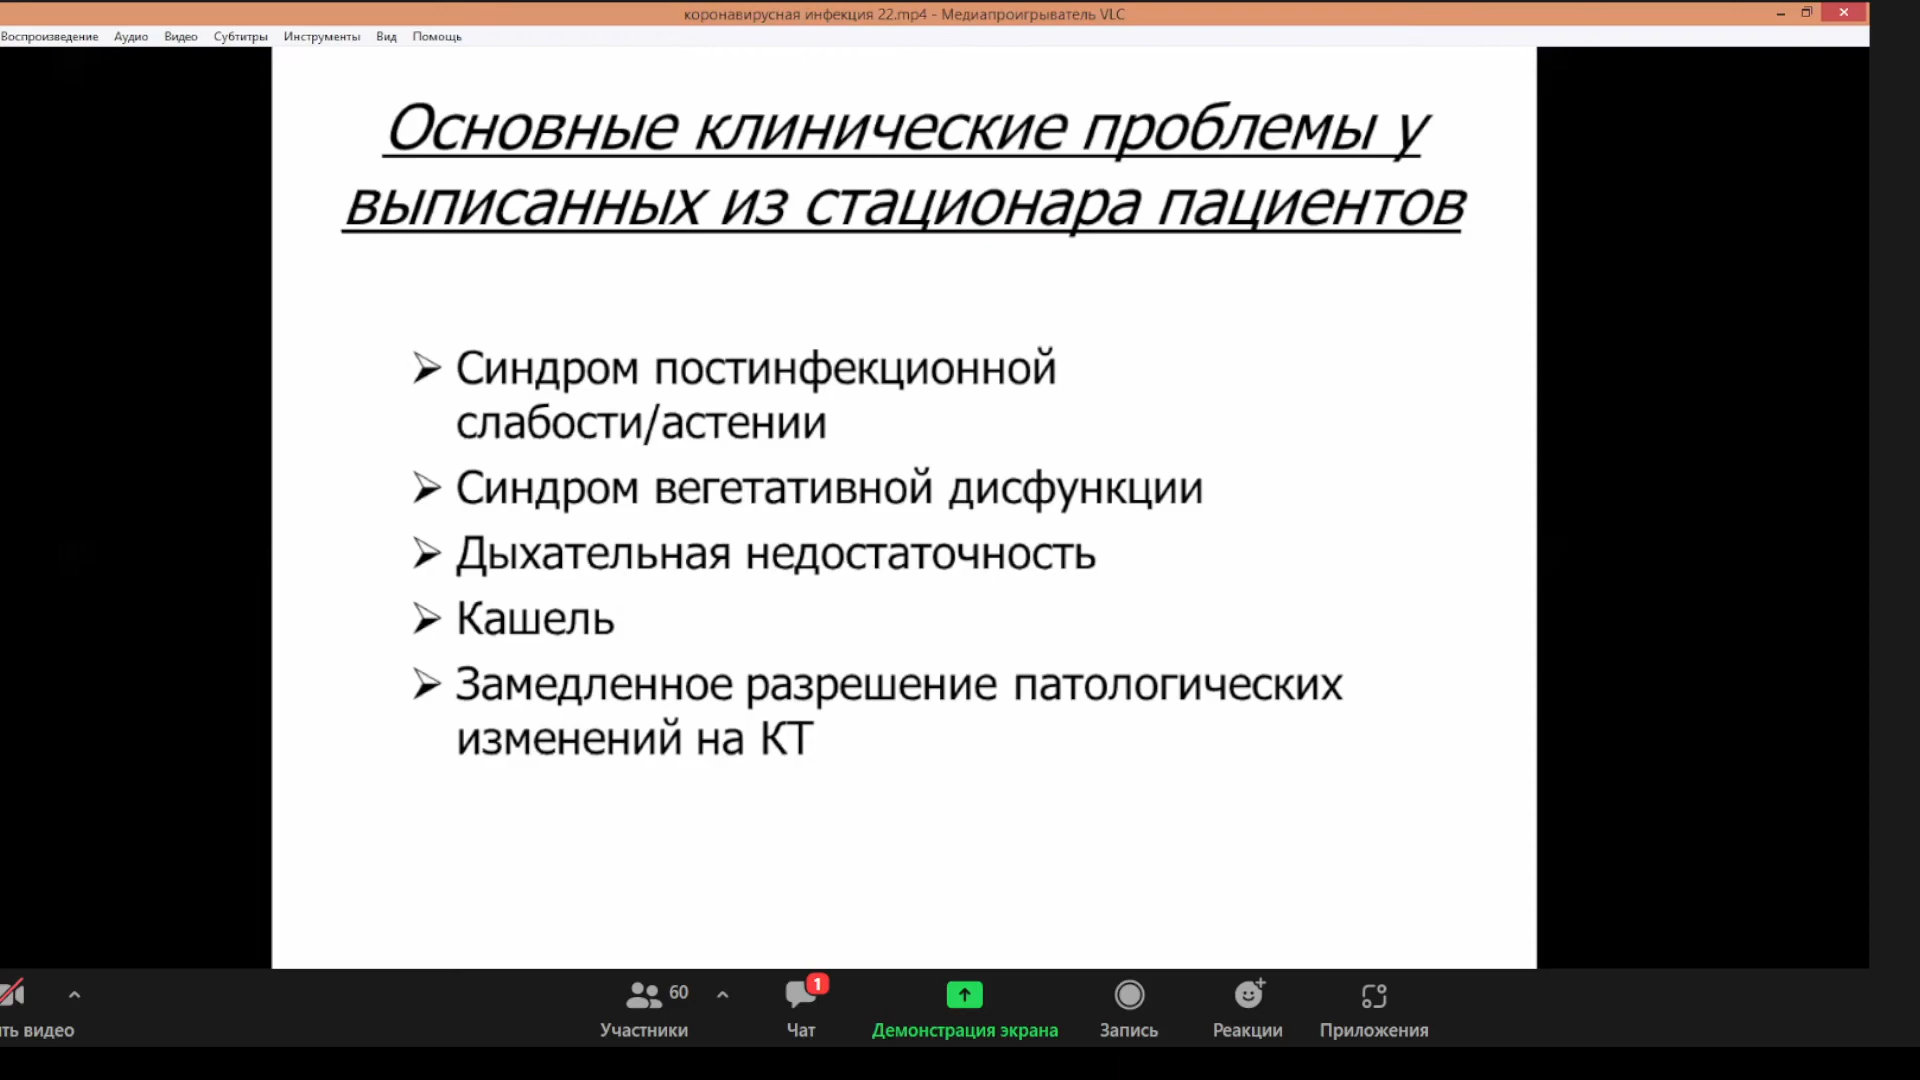 коронавирусная инфекция 22.mp4 - Медиапроигрыватель VLC
Воспроизведение Аудио Видео Субтитры Инструменты Вид Помощь
Основные клинические проблемы у
выписанных из стационара пациентов
Синдром постинфекционной
слабости/астении
Синдром вегетативной дисфункции
Дыхательная недостаточность
Кашель
Замедленное разрешение патологических
изменений на КТ
60
1
ть видео
Участники
Чат
Демонстрация экрана
Запись
Реакции
Приложения